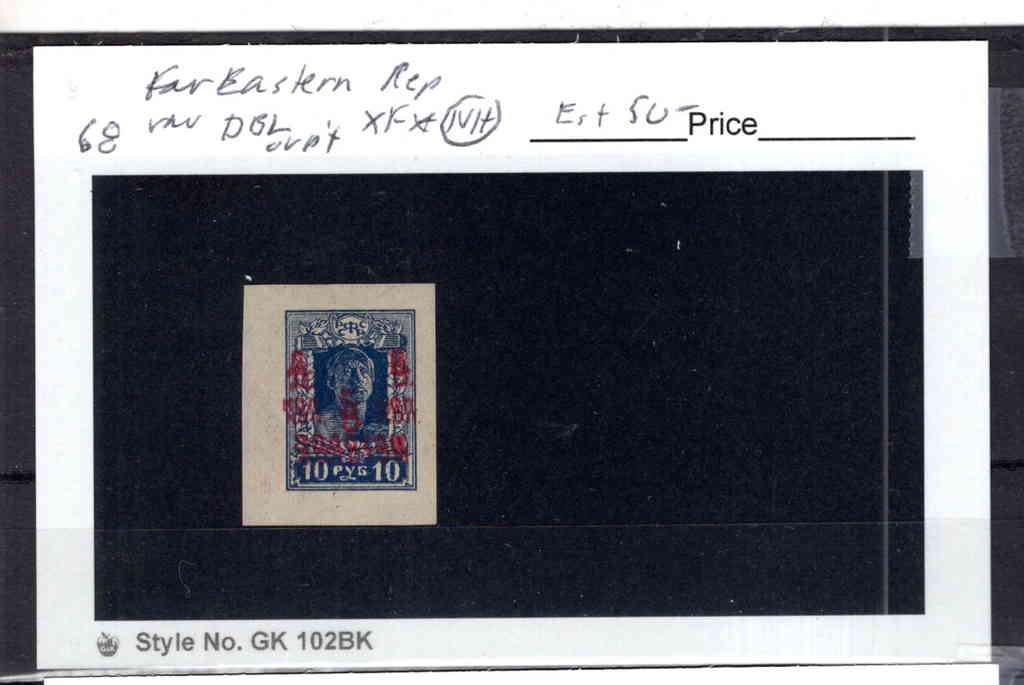 Far Eastern Rep
68 var DBL ovpt XF * NH Est 50- Price
РСФСР
10 РУБ 10
Style No. GK 102BK